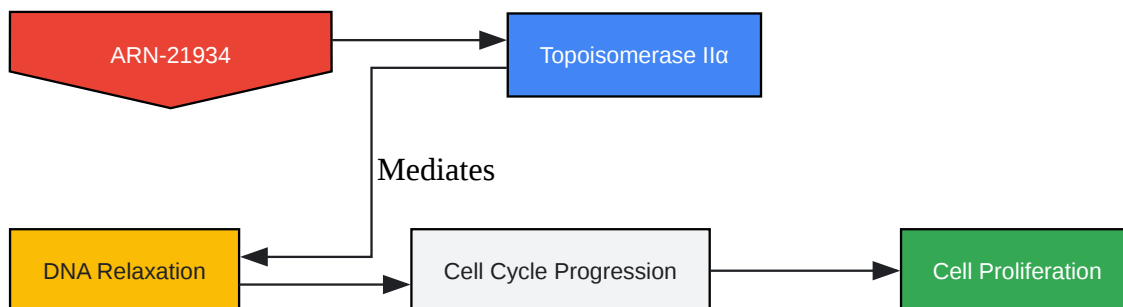 ARN-21934
Topoisomerase IIα
Mediates
DNA Relaxation
Cell Cycle Progression
Cell Proliferation